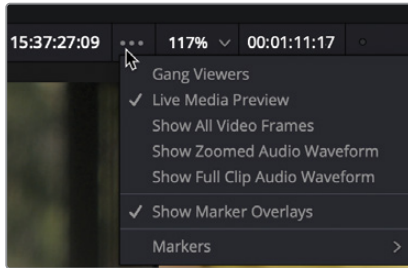 15:37:27:09 ••• 117% 00:01:11:17
Gang Viewers
✓ Live Media Preview
Show All Video Frames
Show Zoomed Audio Waveform
Show Full Clip Audio Waveform
✓ Show Marker Overlays
Markers >